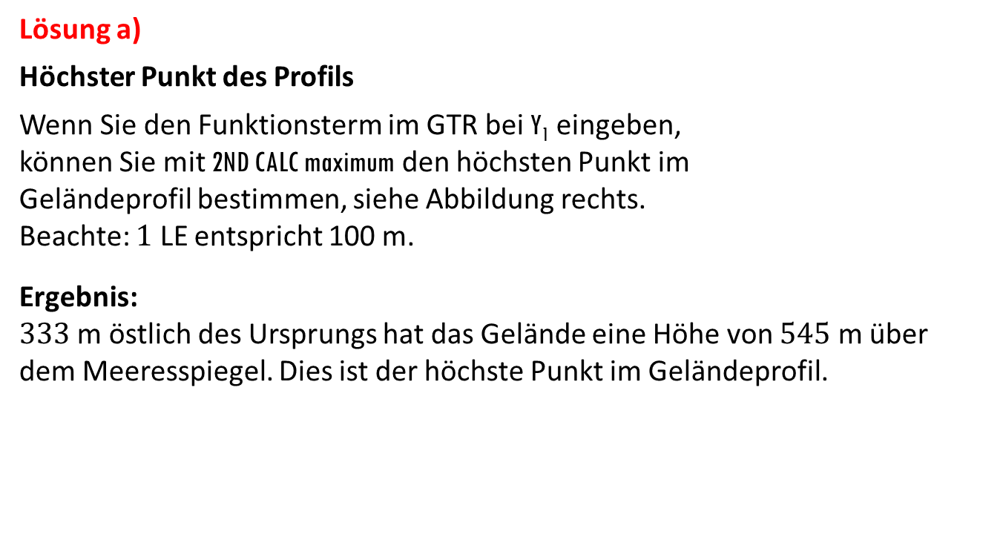 Lösung a)
Höchster Punkt des Profils
Wenn Sie den Funktionsterm im GTR bei Y₁ eingeben,
können Sie mit 2ND CALC maximum den höchsten Punkt im
Geländeprofil bestimmen, siehe Abbildung rechts.
Beachte: 1 LE entspricht 100 m.
Ergebnis:
333 m östlich des Ursprungs hat das Gelände eine Höhe von 545 m über
dem Meeresspiegel. Dies ist der höchste Punkt im Geländeprofil.